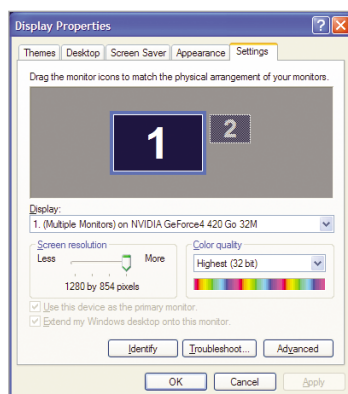 Display Properties
Themes Desktop Screen Saver Appearance Settings
Drag the monitor icons to match the physical arrangement of your monitors.
1 2
Display:
1. (Multiple Monitors) on NVIDIA GeForce4 420 Go 32M
Screen resolution Color quality
Less More Highest (32 bit)
1280 by 854 pixels
Use this device as the primary monitor.
Extend my Windows desktop onto this monitor.
Identify Troubleshoot... Advanced
OK Cancel Apply